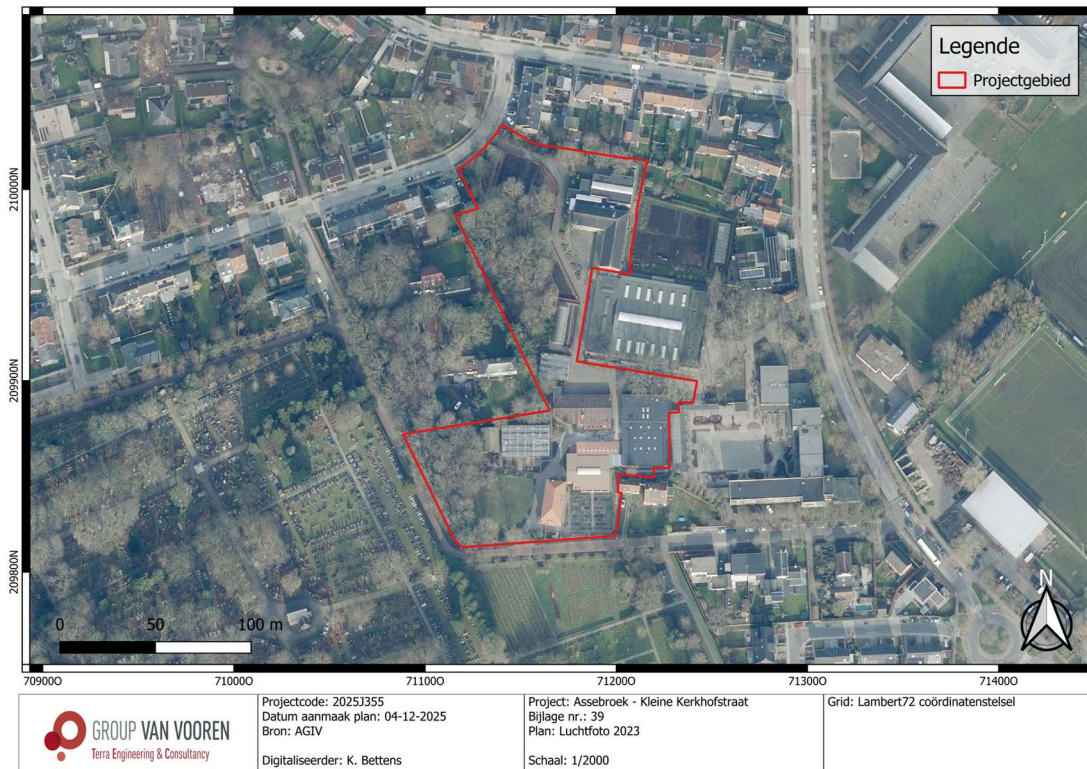 Legende
Projectgebied
210000N
209900N
209800N
0 50 100 m
N
709000 710000 711000 712000 713000 714000
GROUP VAN VOOREN
Terra Engineering & Consultancy
Projectcode: 2025J355
Datum aanmaak plan: 04-12-2025
Bron: AGIV
Digitaliseerder: K. Bettens
Project: Assebroek - Kleine Kerkhofstraat
Bijlage nr.: 39
Plan: Luchtfoto 2023
Schaal: 1/2000
Grid: Lambert72 coördinatenstelsel